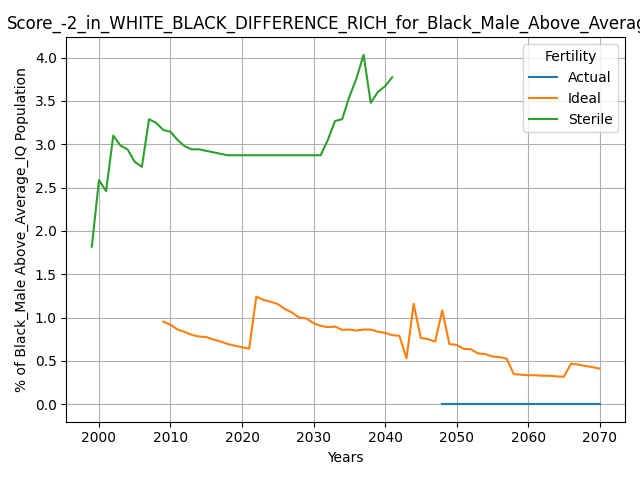 Score_-2_in_WHITE_BLACK_DIFFERENCE_RICH_for_Black_Male_Above_Averag
Fertility
Actual
Ideal
Sterile
% of Black_Male Above_Average_IQ Population
4.0
3.5
3.0
2.5
2.0
1.5
1.0
0.5
0.0
2000 2010 2020 2030 2040 2050 2060 2070
Years